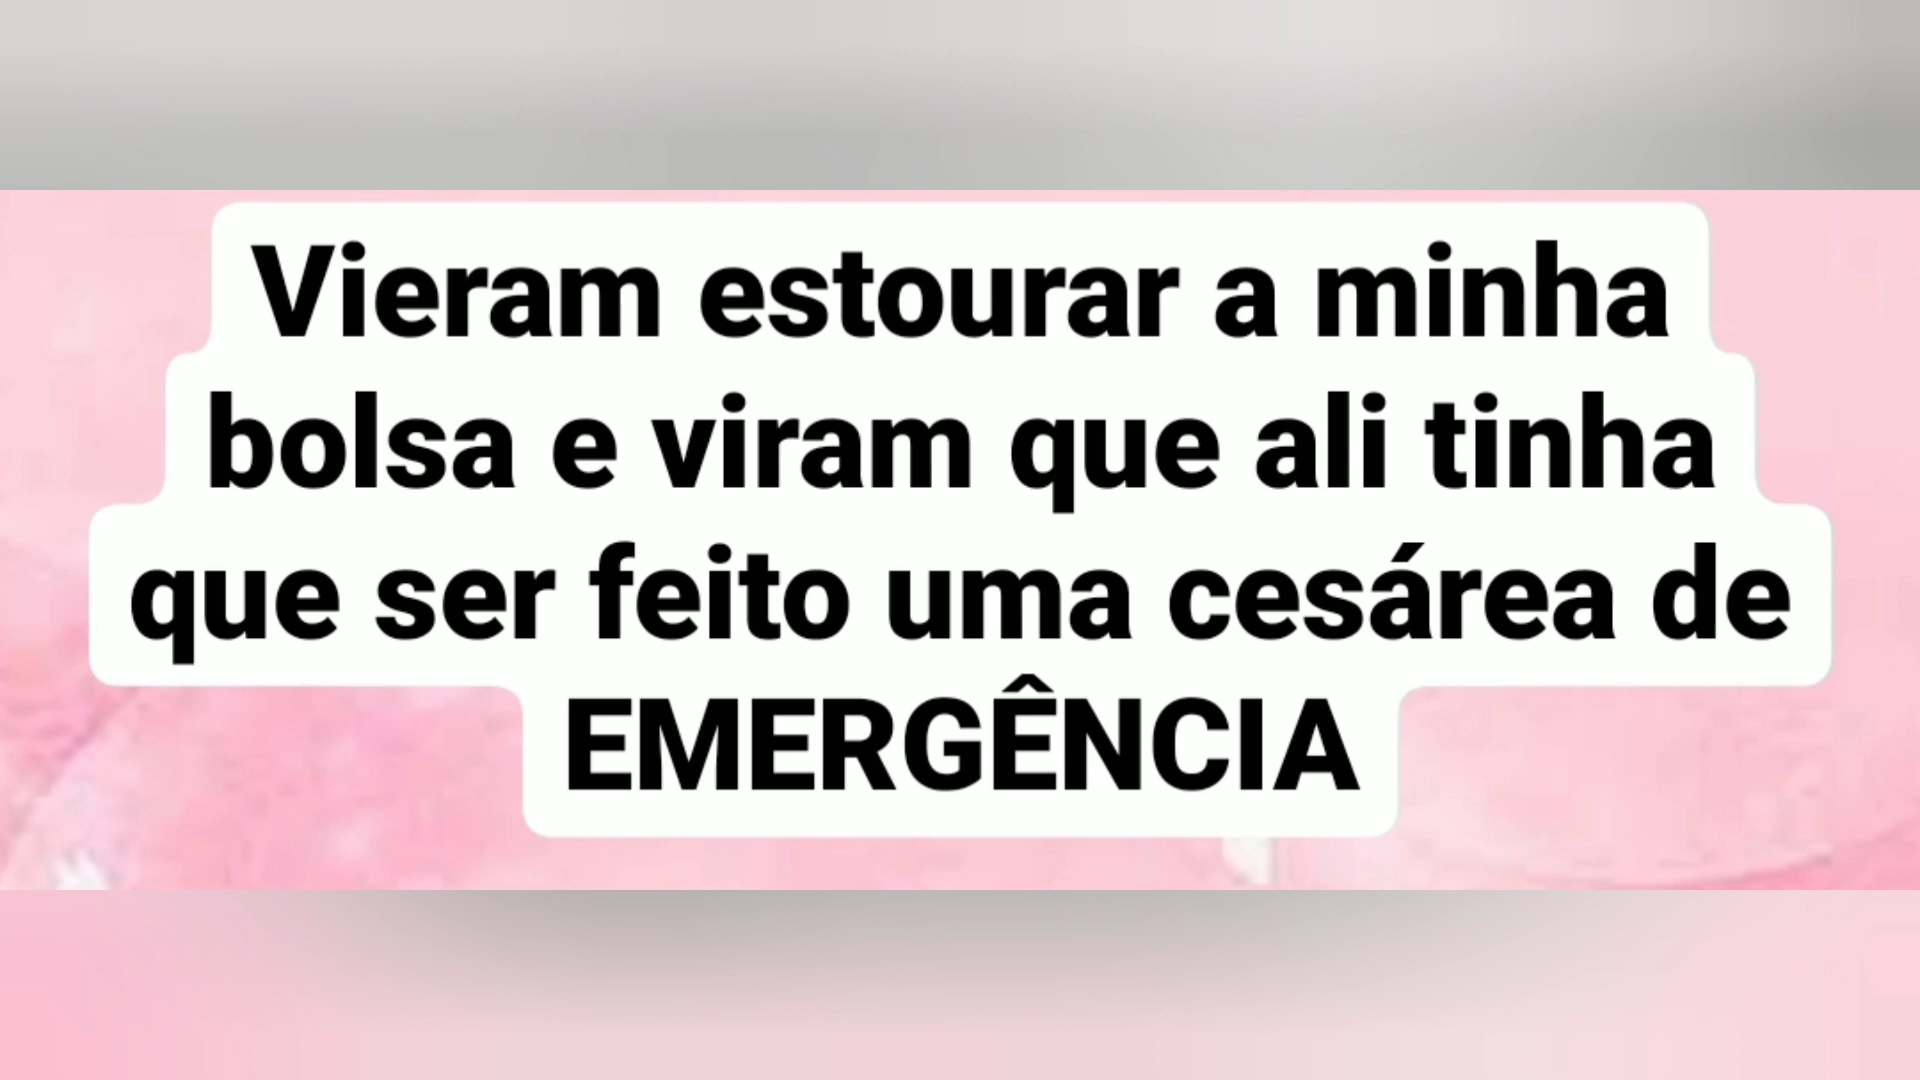 Vieram estourar a minha
bolsa e viram que ali tinha
que ser feito uma cesárea de
EMERGÊNCIA